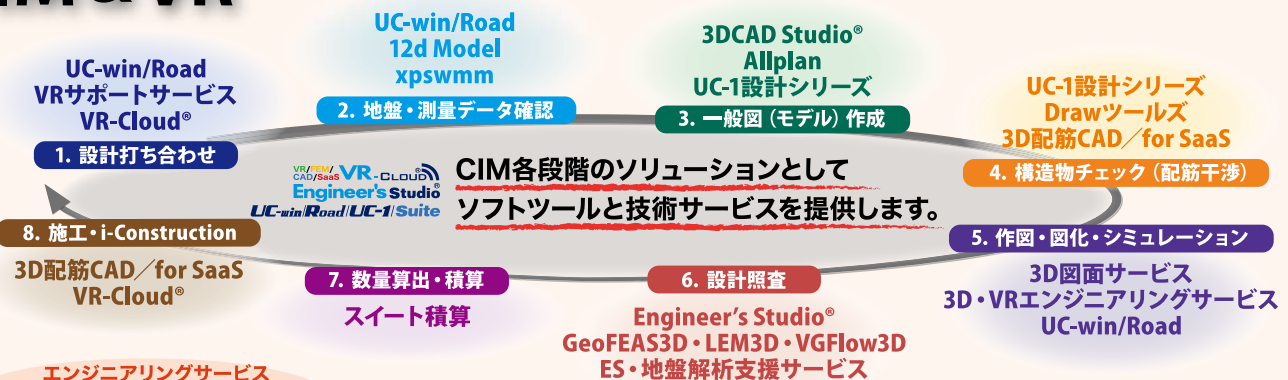 IM & VR
UC-win/Road
VRサポートサービス
VR-Cloud®
1. 設計打ち合わせ
UC-win/Road
12d Model
xpswmm
2. 地盤・測量データ確認
3DCAD Studio®
Allplan
UC-1設計シリーズ
3. 一般図（モデル）作成
UC-1設計シリーズ
Drawツールズ
3D配筋CAD／for SaaS
4. 構造物チェック（配筋干渉）
VR/FEM/
CAD/SaaS VR-CLOUD®
Engineer's Studio
UC-win/Road/UC-1/Suite
CIM各段階のソリューションとして
ソフトツールと技術サービスを提供します。
5. 作図・図化・シミュレーション
3D図面サービス
3D・VRエンジニアリングサービス
UC-win/Road
6. 設計照査
Engineer's Studio®
GeoFEAS3D・LEM3D・VGFlow3D
ES・地盤解析支援サービス
7. 数量算出・積算
スイート積算
8. 施工・i-Construction
3D配筋CAD／for SaaS
VR-Cloud®
エンジニアリングサービス